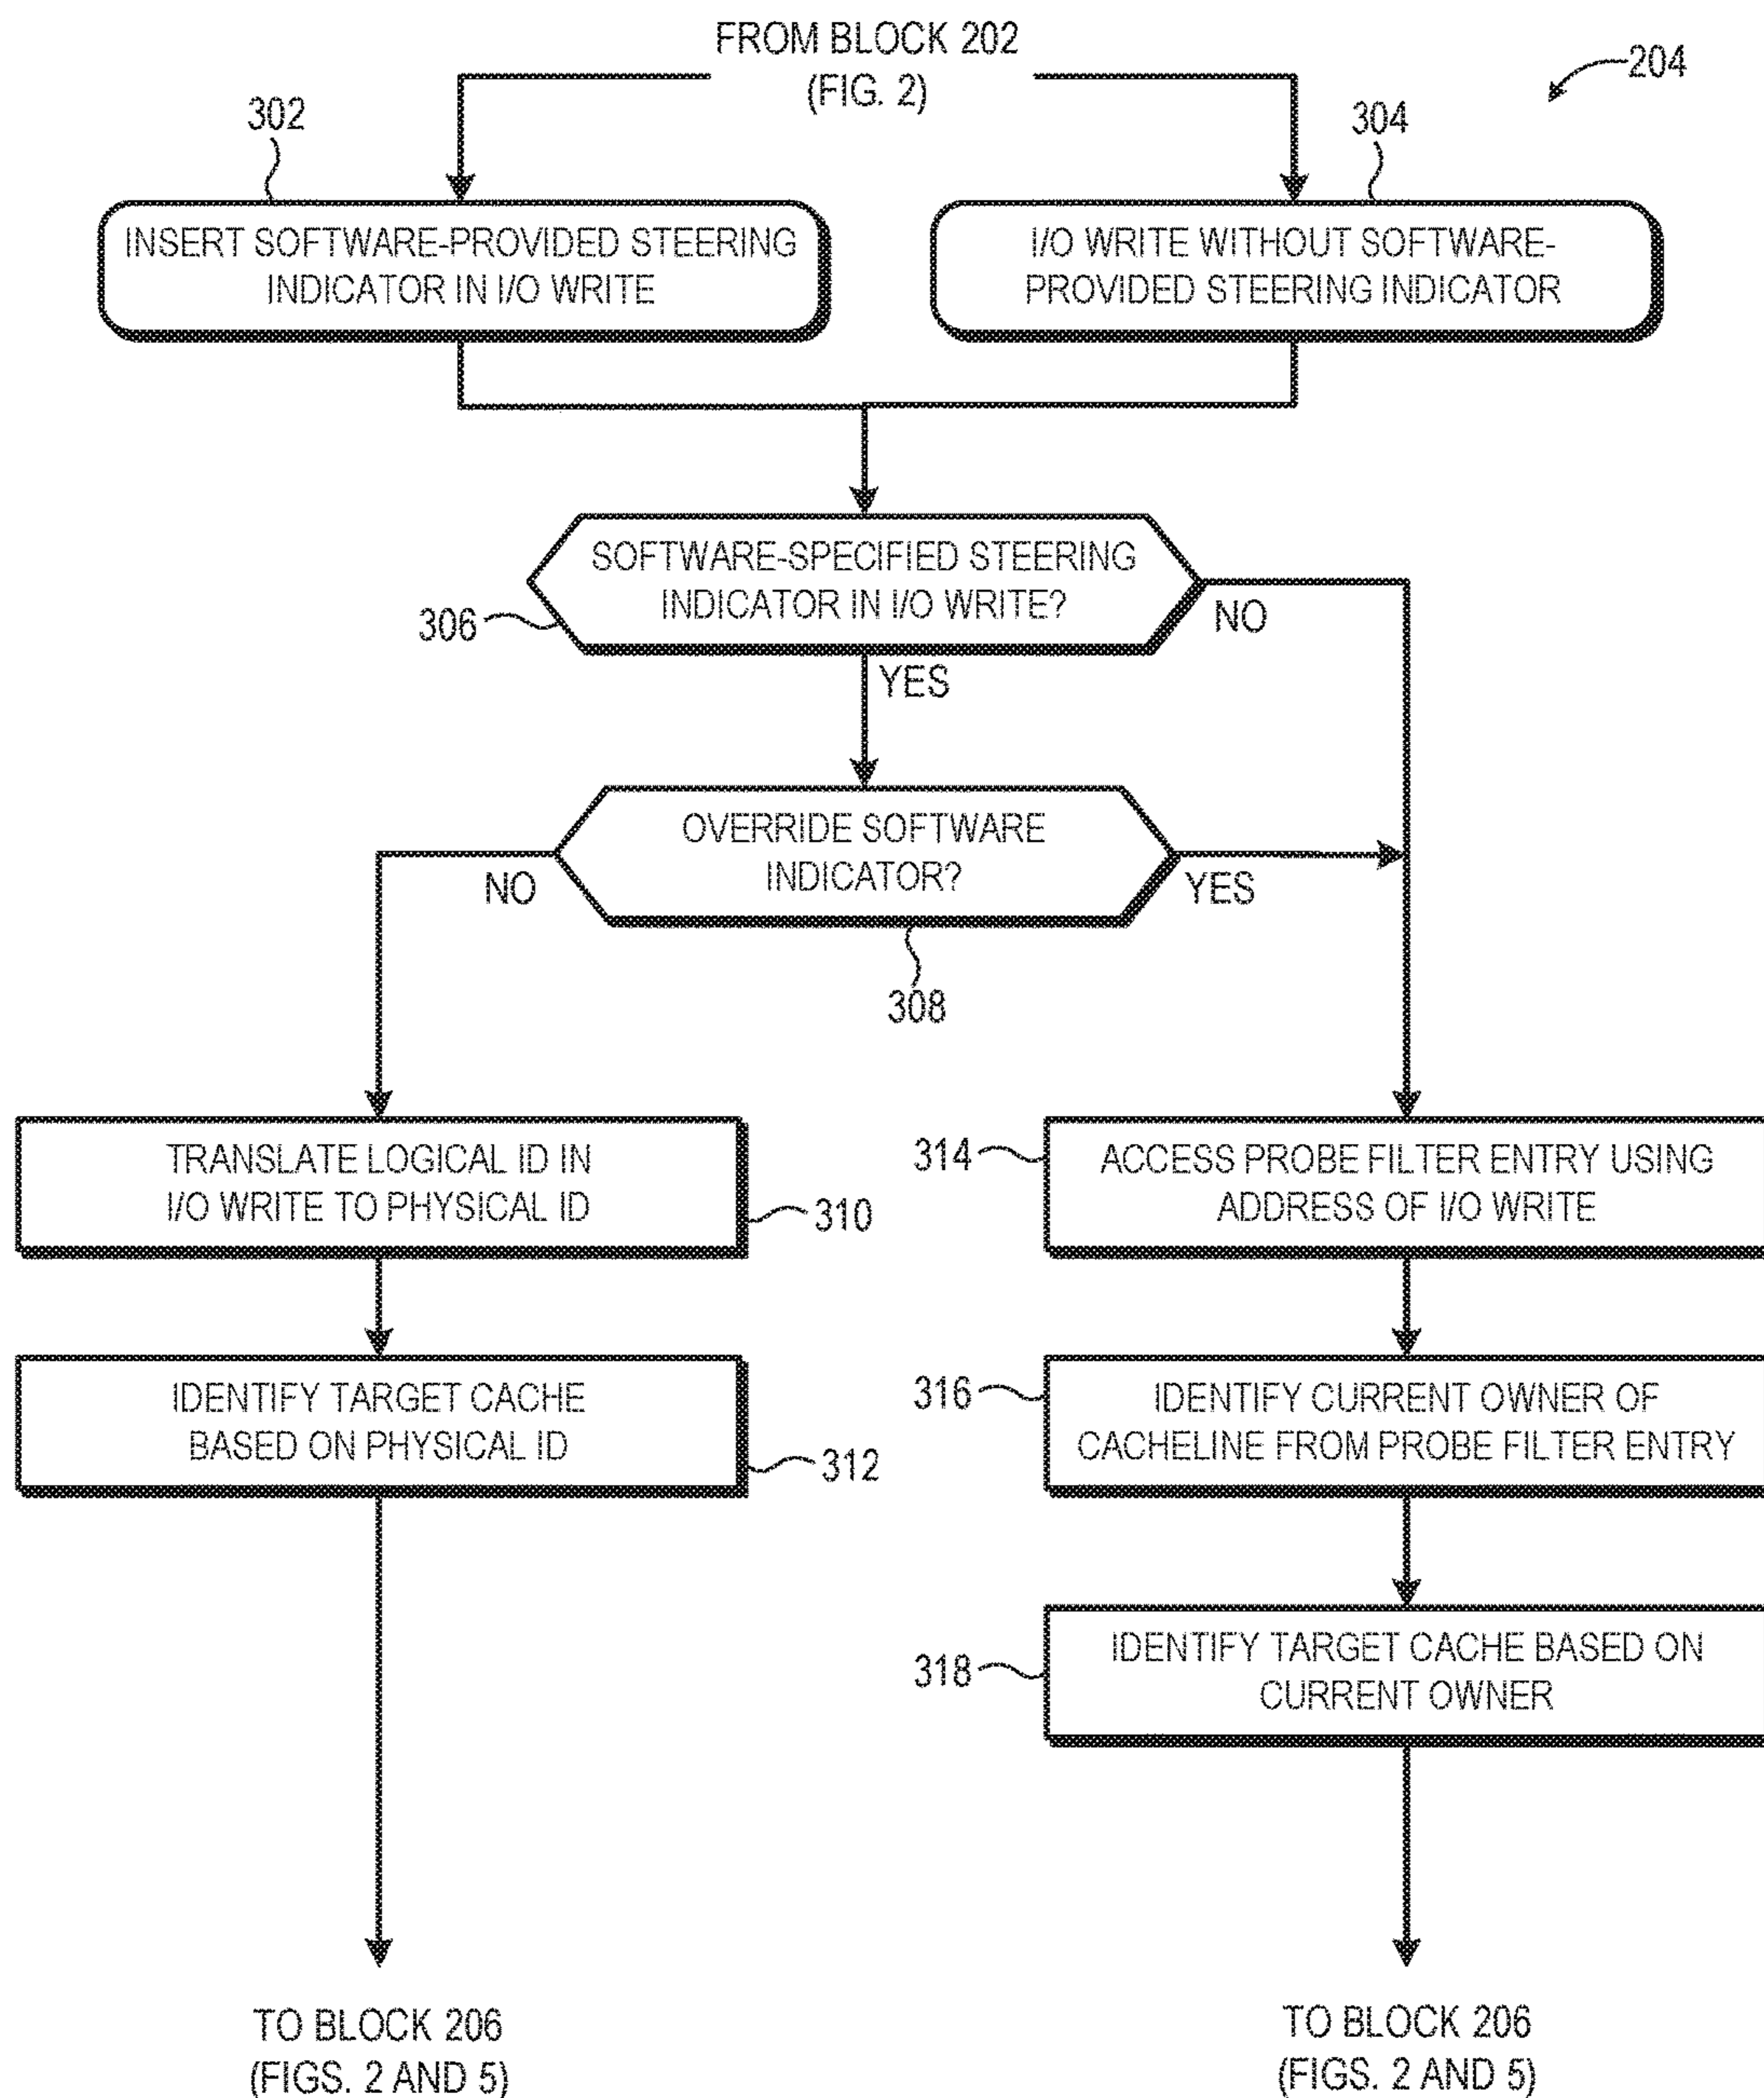 FROM BLOCK 202
(FIG. 2)
204
302
304
INSERT SOFTWARE-PROVIDED STEERING
INDICATOR IN I/O WRITE
I/O WRITE WITHOUT SOFTWARE-
PROVIDED STEERING INDICATOR
SOFTWARE-SPECIFIED STEERING
INDICATOR IN I/O WRITE?
306
NO
YES
OVERRIDE SOFTWARE
INDICATOR?
NO
YES
308
TRANSLATE LOGICAL ID IN
I/O WRITE TO PHYSICAL ID
310
314
ACCESS PROBE FILTER ENTRY USING
ADDRESS OF I/O WRITE
IDENTIFY TARGET CACHE
BASED ON PHYSICAL ID
312
316
IDENTIFY CURRENT OWNER OF
CACHELINE FROM PROBE FILTER ENTRY
318
IDENTIFY TARGET CACHE BASED ON
CURRENT OWNER
TO BLOCK 206
(FIGS. 2 AND 5)
TO BLOCK 206
(FIGS. 2 AND 5)